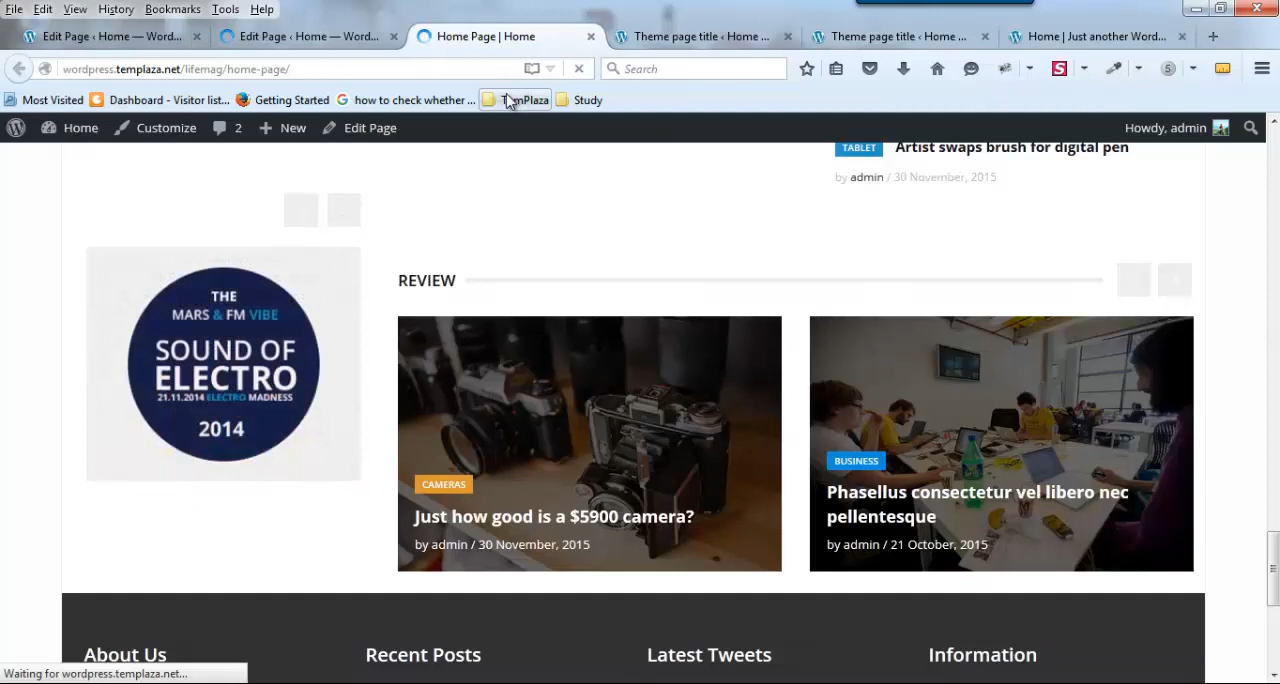 File Edit View History Bookmarks Tools Help
Edit Page ‹ Home — Word... × Edit Page ‹ Home — Word... × Home Page | Home × Theme page title ‹ Home ... × Theme page title ‹ Home ... × Home | Just another Word... × +
wordpress.templaza.net/lifemag/home-page/ Search S 5
Most Visited Dashboard - Visitor list... Getting Started G how to check whether ... TemPlaza Study
Home Customize 2 New Edit Page Howdy, admin
TABLET Artist swaps brush for digital pen
by admin / 30 November, 2015
THE
MARS & FM VIBE
SOUND OF
ELECTRO
21.11.2014 ELECTRO MADNESS
2014
REVIEW
CAMERAS
Just how good is a $5900 camera?
by admin / 30 November, 2015
BUSINESS
Phasellus consectetur vel libero nec
pellentesque
by admin / 21 October, 2015
About Us Recent Posts Latest Tweets Information
Waiting for wordpress.templaza.net...